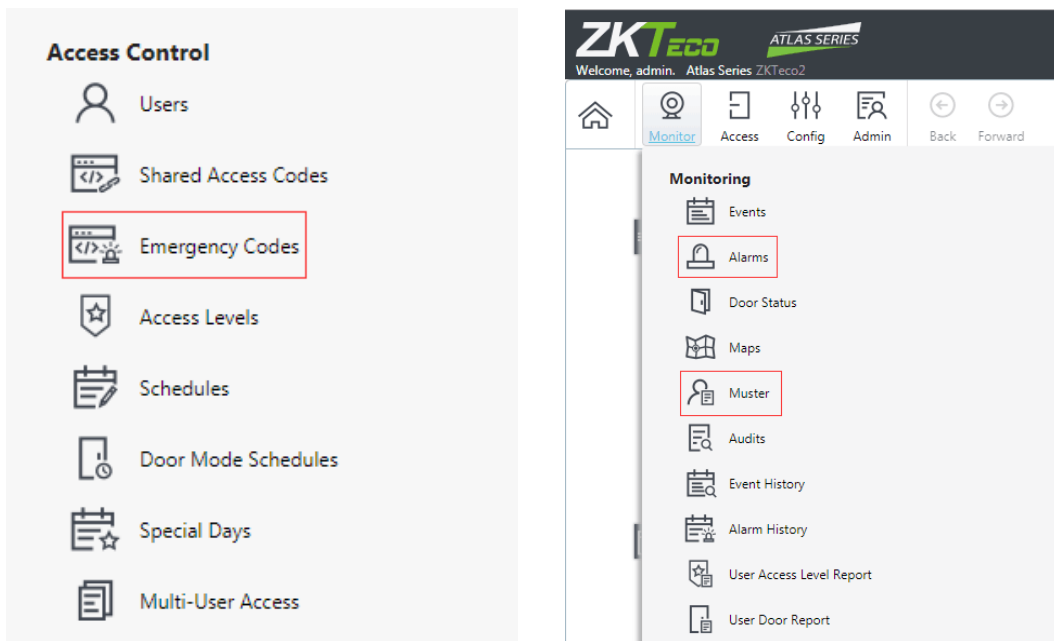 Access Control
Users
Shared Access Codes
Emergency Codes
Access Levels
Schedules
Door Mode Schedules
Special Days
Multi-User Access
ZKTECO ATLAS SERIES
Welcome, admin. Atlas Series ZKTeco2
Monitor Access Config Admin Back Forward
Monitoring
Events
Alarms
Door Status
Maps
Muster
Audits
Event History
Alarm History
User Access Level Report
User Door Report